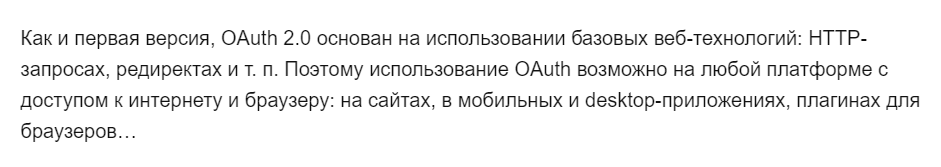 Как и первая версия, OAuth 2.0 основан на использовании базовых веб-технологий: HTTP-
запросах, редиректах и т. п. Поэтому использование OAuth возможно на любой платформе с
доступом к интернету и браузеру: на сайтах, в мобильных и desktop-приложениях, плагинах для
браузеров…